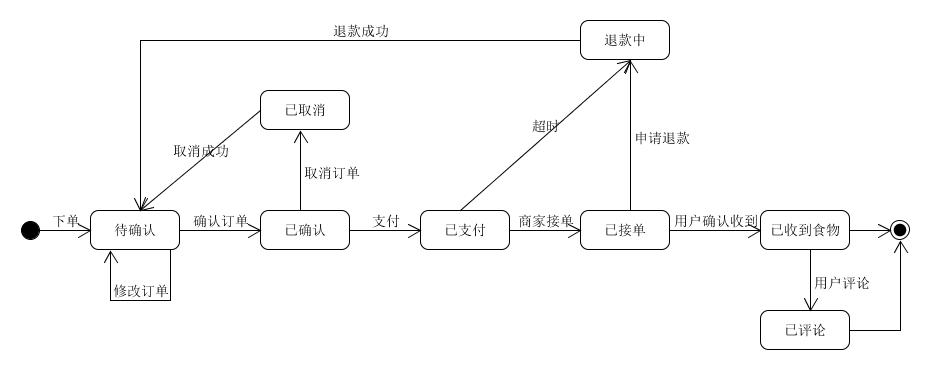 退款成功
退款中
已取消
超时
取消成功
申请退款
取消订单
下单
待确认
确认订单
已确认
支付
已支付
商家接单
已接单
用户确认收到
已收到食物
修改订单
用户评论
已评论